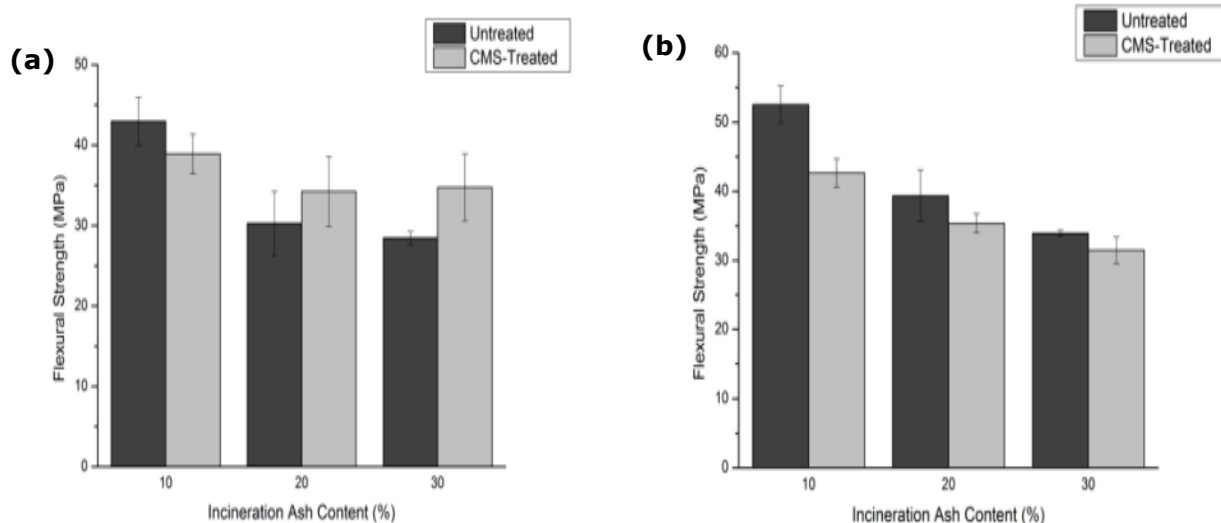 (a)
Untreated
CMS-Treated
50
40
30
20
10
0
Flexural Strength (MPa)
10 20 30
Incineration Ash Content (%)
(b)
Untreated
CMS-Treated
60
50
40
30
20
10
0
Flexural Strength (MPa)
10 20 30
Incineration Ash Content (%)